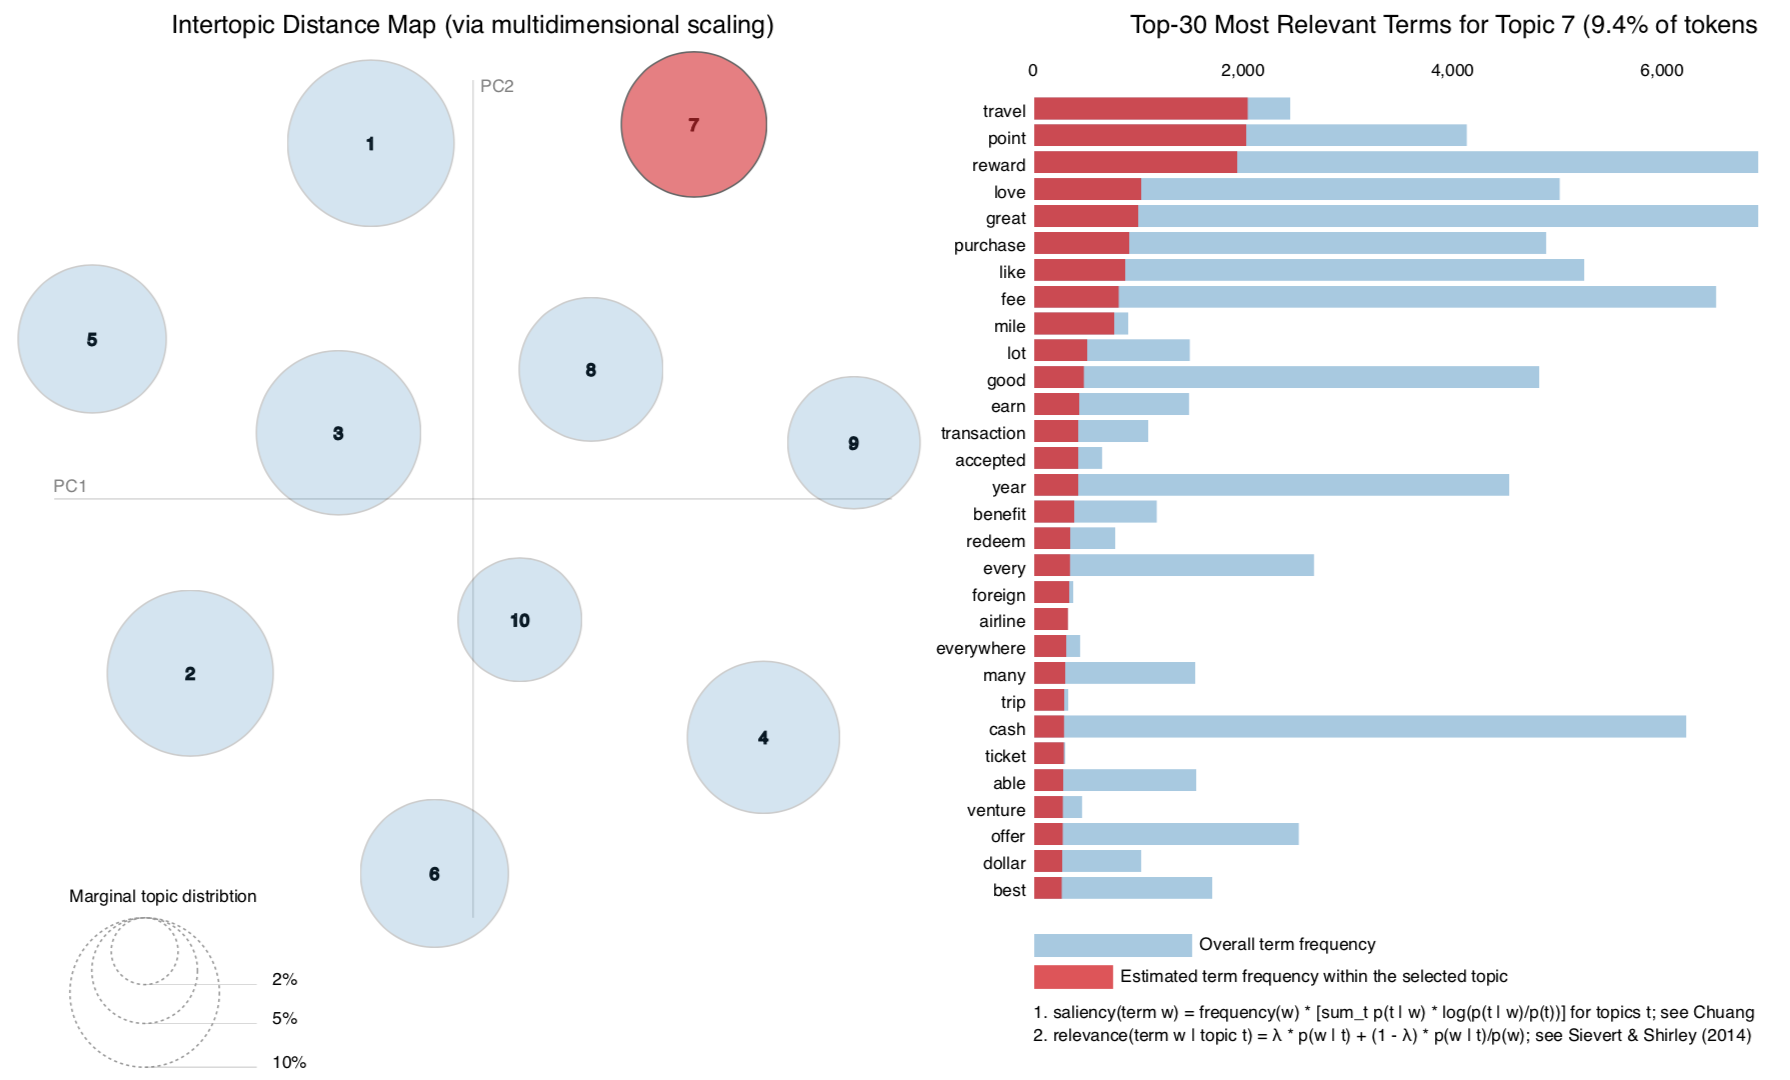 Intertopic Distance Map (via multidimensional scaling)
PC2
PC1
1
7
5
8
3
9
10
2
4
6
Marginal topic distribtion
2%
5%
10%
Top-30 Most Relevant Terms for Topic 7 (9.4% of tokens
0 2,000 4,000 6,000
travel
point
reward
love
great
purchase
like
fee
mile
lot
good
earn
transaction
accepted
year
benefit
redeem
every
foreign
airline
everywhere
many
trip
cash
ticket
able
venture
offer
dollar
best
Overall term frequency
Estimated term frequency within the selected topic
1. saliency(term w) = frequency(w) * [sum_t p(t | w) * log(p(t | w)/p(t))] for topics t; see Chuang
2. relevance(term w | topic t) = λ * p(w | t) + (1 - λ) * p(w | t)/p(w); see Sievert & Shirley (2014)